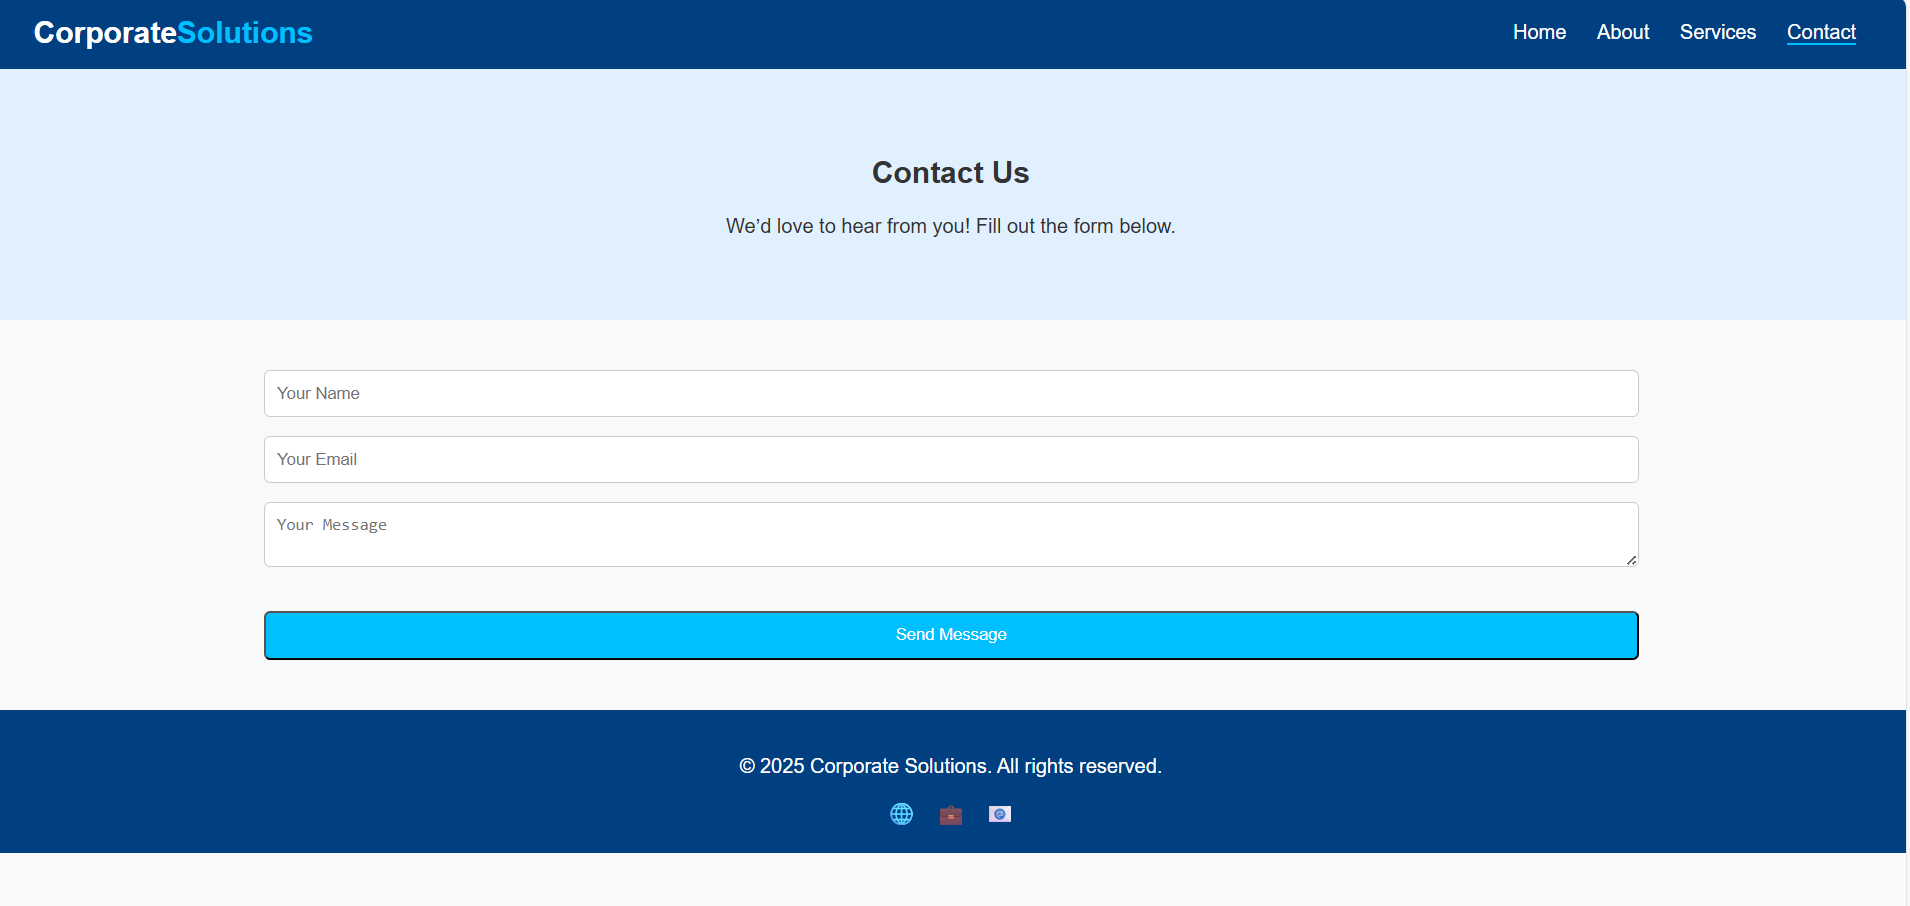 CorporateSolutions
Home About Services Contact
Contact Us
We’d love to hear from you! Fill out the form below.
Your Name
Your Email
Your Message
Send Message
© 2025 Corporate Solutions. All rights reserved.